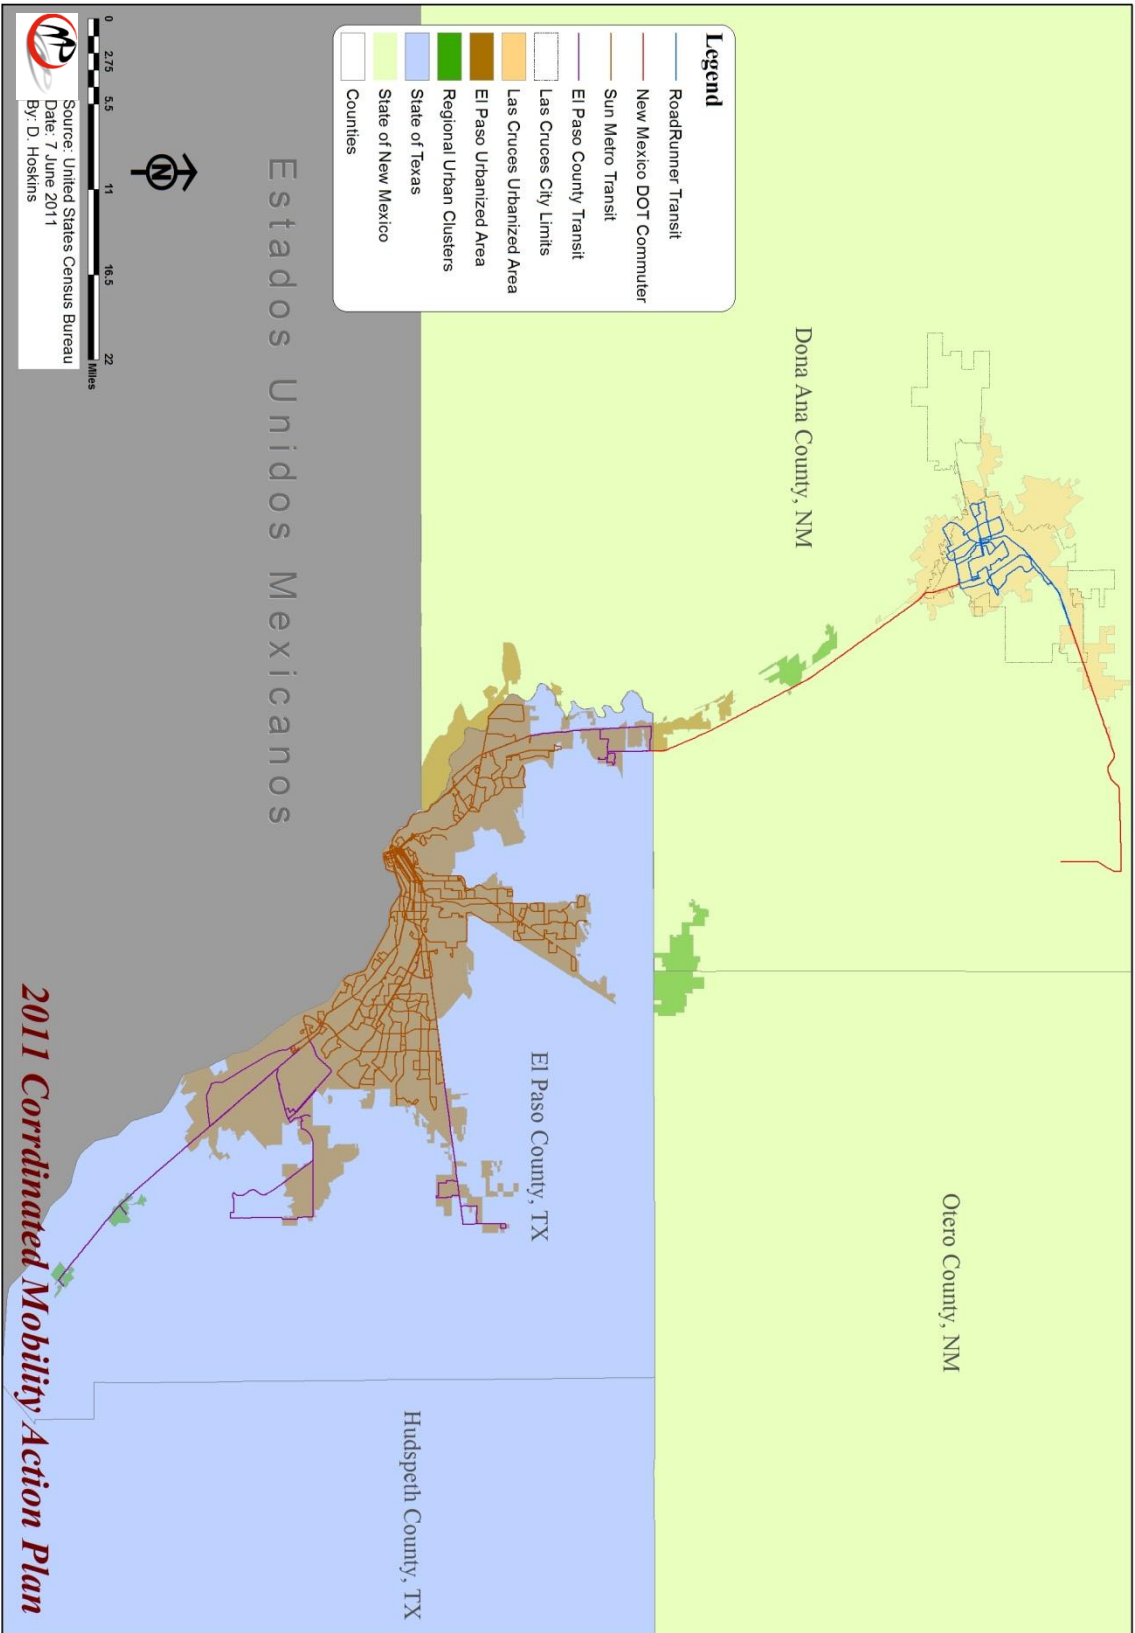 Legend
RoadRunner Transit
New Mexico DOT Commuter
Sun Metro Transit
El Paso County Transit
Las Cruces City Limits
Las Cruces Urbanized Area
El Paso Urbanized Area
Regional Urban Clusters
State of Texas
State of New Mexico
Counties
Dona Ana County, NM
Otero County, NM
El Paso County, TX
Hudspeth County, TX
Estados Unidos Mexicanos
N
0 2.75 5.5 11 16.5 22
Miles
Source: United States Census Bureau
Date: 7 June 2011
By: D. Hoskins
2011 Corrdinated Mobility Action Plan